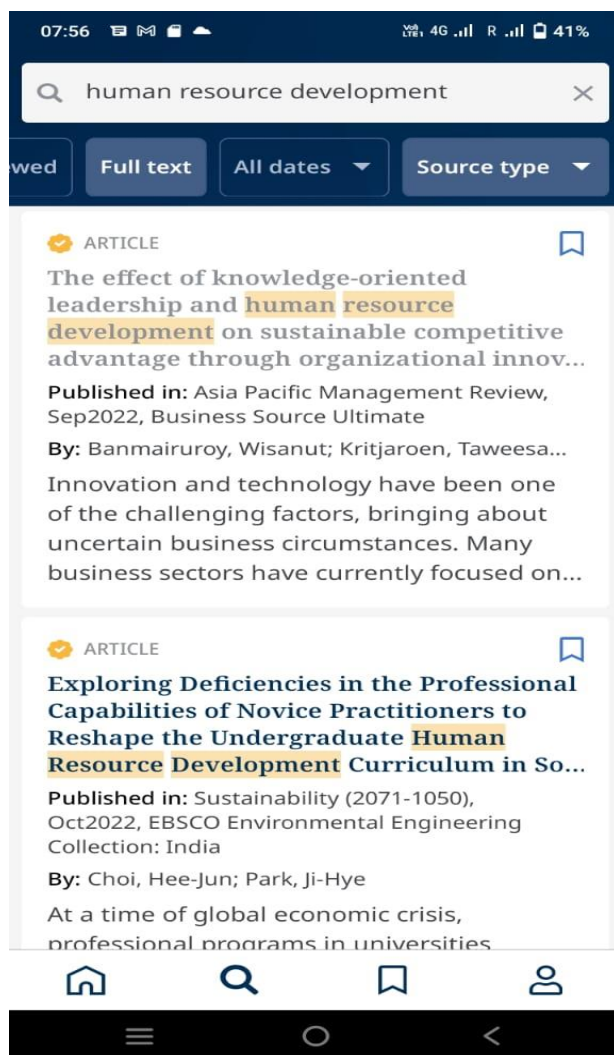 07:56 4G R 41%
human resource development
wed Full text All dates Source type
ARTICLE
The effect of knowledge-oriented
leadership and human resource
development on sustainable competitive
advantage through organizational innov...
Published in: Asia Pacific Management Review,
Sep2022, Business Source Ultimate
By: Banmairuroy, Wisanut; Kritjaroen, Taweesa...
Innovation and technology have been one
of the challenging factors, bringing about
uncertain business circumstances. Many
business sectors have currently focused on...
ARTICLE
Exploring Deficiencies in the Professional
Capabilities of Novice Practitioners to
Reshape the Undergraduate Human
Resource Development Curriculum in So...
Published in: Sustainability (2071-1050),
Oct2022, EBSCO Environmental Engineering
Collection: India
By: Choi, Hee-Jun; Park, Ji-Hye
At a time of global economic crisis,
professional programs in universities